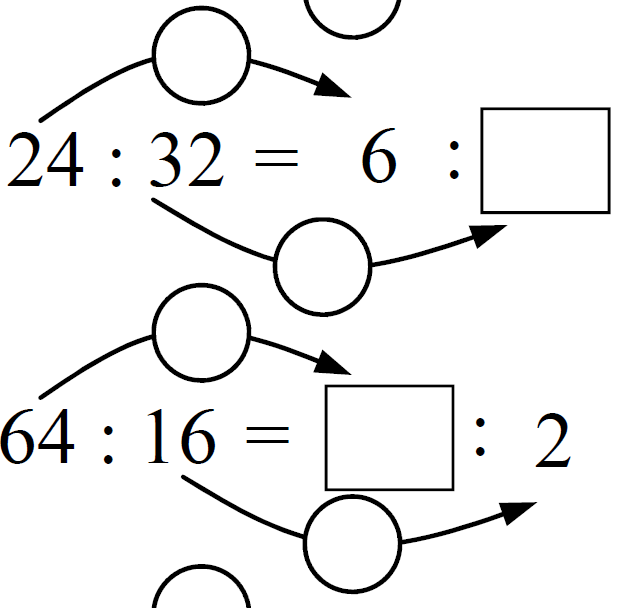 24 : 32 = 6 :
64 : 16 = : 2